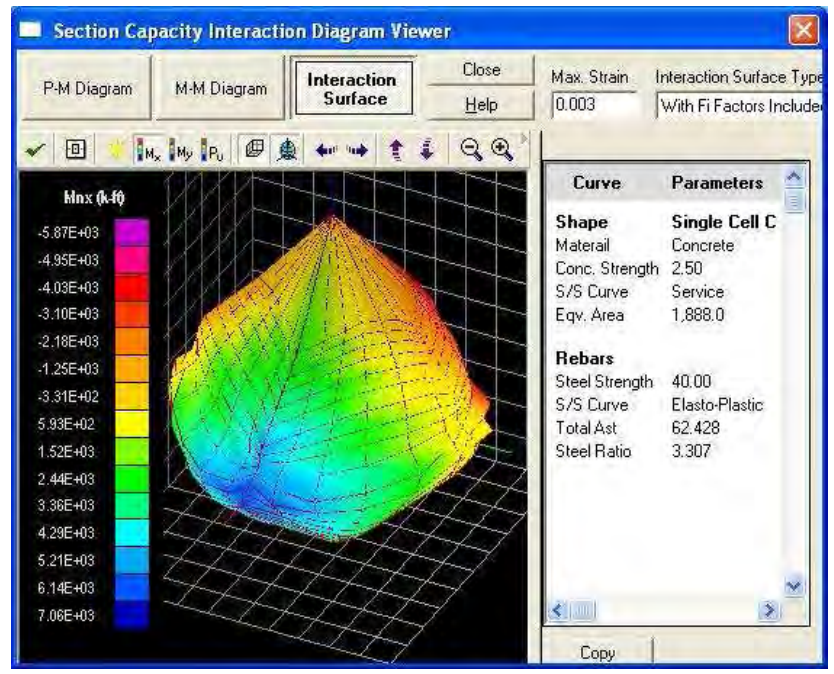 Section Capacity Interaction Diagram Viewer
P-M Diagram
M-M Diagram
Interaction
Surface
Close
Help
Max. Strain
0.003
Interaction Surface Type
With Fi Factors Included
Mx
My
Pu
Mnx (k-ft)
-5.87E+03
-4.95E+03
-4.03E+03
-3.10E+03
-2.18E+03
-1.25E+03
-3.31E+02
5.93E+02
1.52E+03
2.44E+03
3.36E+03
4.29E+03
5.21E+03
6.14E+03
7.06E+03
Curve Parameters
Shape Single Cell C
Materail Concrete
Conc. Strength 2.50
S/S Curve Service
Eqv. Area 1,888.0
Rebars
Steel Strength 40.00
S/S Curve Elasto-Plastic
Total Ast 62.428
Steel Ratio 3.307
Copy